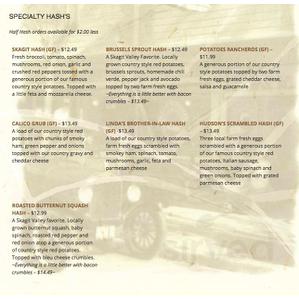 SPECIALTY HASH'S
Half Hash orders available for $2.00 less
SKAGIT HASH (GF) – $12.49
Fresh broccoli, tomato, spinach,
mushrooms, red onion, garlic and
crushed red peppers tossed with a
generous portion of our famous
country style potatoes. Topped with
a little feta and mozzarella cheese.
BRUSSELS SPROUT HASH – $12.49
A Skagit Valley Favorite. Locally
grown country style red potatoes,
brussels sprouts, homemade chili
verde, pepper jack and avocado
topped by two farm fresh eggs.
~Everything is a little better with bacon
crumbles – $13.49~
POTATOES RANCHEROS (GF) –
$11.99
A generous portion of our country
style potatoes topped by two farm
fresh eggs, grated cheddar cheese,
salsa and guacamole
CALICO GRUB (GF) -$13.49
A load of our country style red
potatoes with chunks of smoky
ham, green pepper and onions
topped with our country gravy and
cheddar cheese
LINDA'S BROTHER-IN-LAW HASH
(GF) -$13.49
A load of our country potatoes,
farm fresh eggs scrambled with
smokey ham, spinach, tomato,
mushrooms, garlic, feta and
parmesan cheese
HUDSON'S SCRAMBLED HASH (GF)
-$13.49
Three local farm fresh eggs
scrambled with a generous portion
of our famous country style red
potatoes, Italian sausage,
mushrooms, baby spinach and
green onions. Topped with grated
parmesan cheese
ROASTED BUTTERNUT SQUASH
HASH – $12.99
A Skagit Valley favorite. Locally
grown butternut squash, baby
spinach, roasted red pepper and
red onion atop a generous portion
of country style red potatoes.
Topped with bleu cheese crumbles.
~Everything is a little better with bacon
crumbles – $14.49~